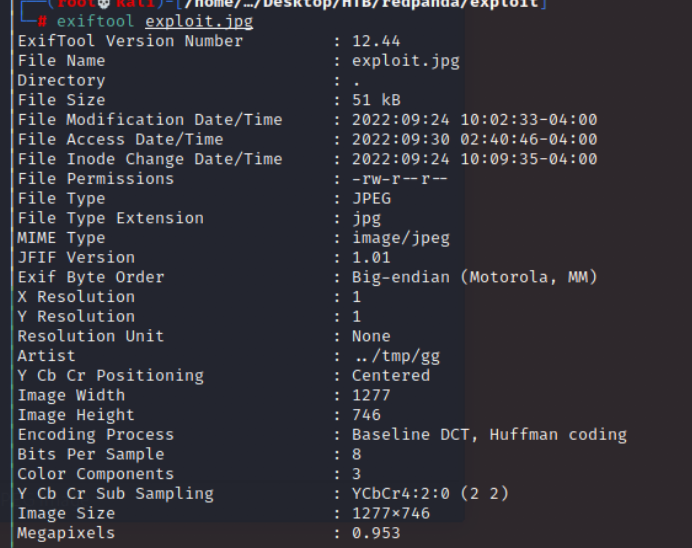 (root💀kali)-[/home/…/Desktop/HTB/redpanda/exploit]
# exiftool exploit.jpg
ExifTool Version Number : 12.44
File Name : exploit.jpg
Directory : .
File Size : 51 kB
File Modification Date/Time : 2022:09:24 10:02:33-04:00
File Access Date/Time : 2022:09:30 02:40:46-04:00
File Inode Change Date/Time : 2022:09:24 10:09:35-04:00
File Permissions : -rw-r--r--
File Type : JPEG
File Type Extension : jpg
MIME Type : image/jpeg
JFIF Version : 1.01
Exif Byte Order : Big-endian (Motorola, MM)
X Resolution : 1
Y Resolution : 1
Resolution Unit : None
Artist : ../tmp/gg
Y Cb Cr Positioning : Centered
Image Width : 1277
Image Height : 746
Encoding Process : Baseline DCT, Huffman coding
Bits Per Sample : 8
Color Components : 3
Y Cb Cr Sub Sampling : YCbCr4:2:0 (2 2)
Image Size : 1277×746
Megapixels : 0.953